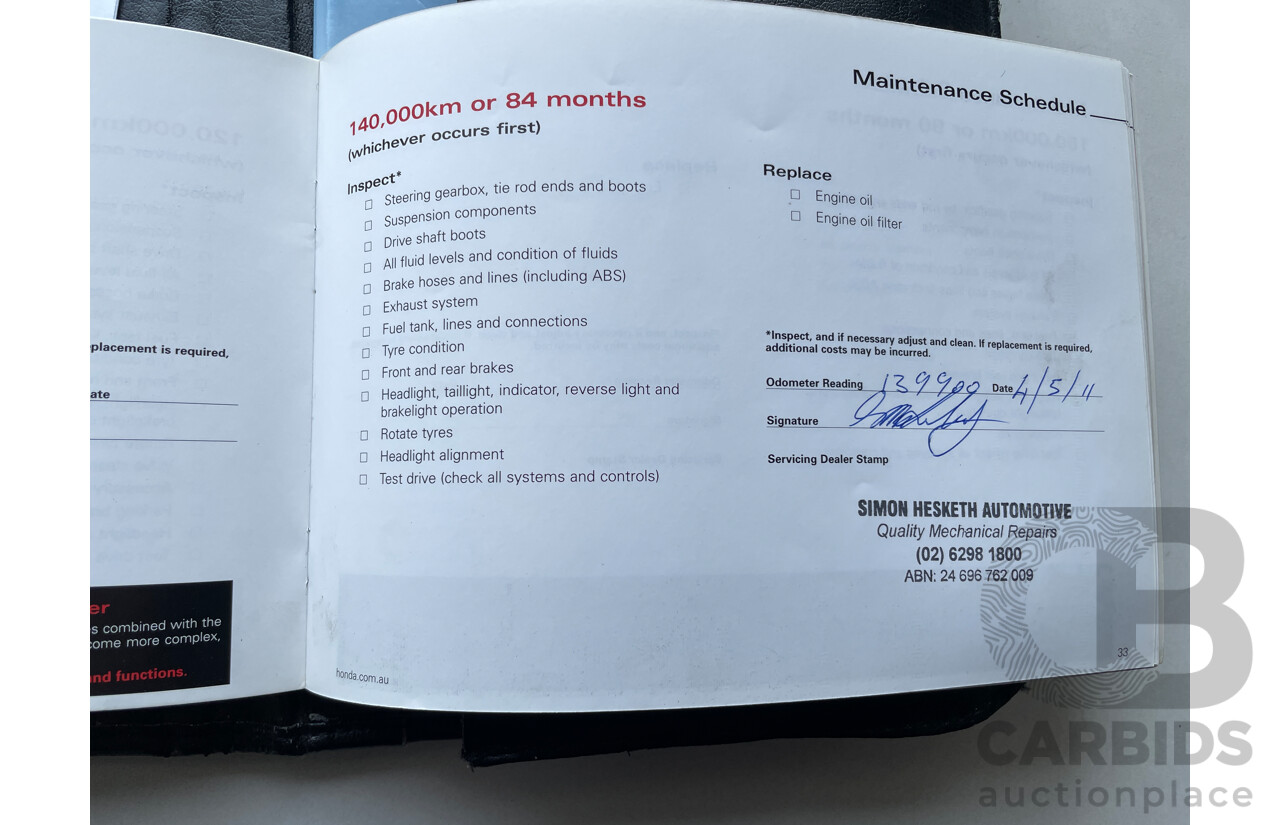 placement is required,
ate
er
s combined with the
come more complex,
and functions.
Maintenance Schedule
140,000km or 84 months
(whichever occurs first)
Inspect*
Steering gearbox, tie rod ends and boots
Suspension components
Drive shaft boots
All fluid levels and condition of fluids
Brake hoses and lines (including ABS)
Exhaust system
Fuel tank, lines and connections
Tyre condition
Front and rear brakes
Headlight, taillight, indicator, reverse light and
brakelight operation
Rotate tyres
Headlight alignment
Test drive (check all systems and controls)
Replace
Engine oil
Engine oil filter
*Inspect, and if necessary adjust and clean. If replacement is required,
additional costs may be incurred.
Odometer Reading 139900 Date 4/5/11
Signature
Servicing Dealer Stamp
SIMON HESKETH AUTOMOTIVE
Quality Mechanical Repairs
(02) 6298 1800
ABN: 24 696 762 009
33
honda.com.au
CARBIDS
auctionplace